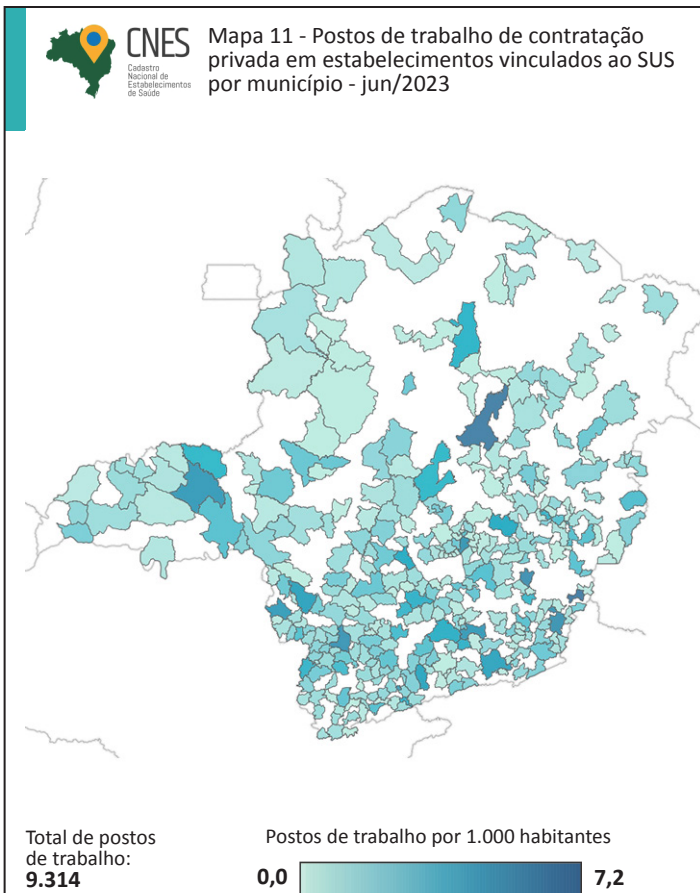 CNES
Cadastro
Nacional de
Estabelecimentos
de Saúde
Mapa 11 - Postos de trabalho de contratação
privada em estabelecimentos vinculados ao SUS
por município - jun/2023
Total de postos
de trabalho:
9.314
Postos de trabalho por 1.000 habitantes
0,0 7,2